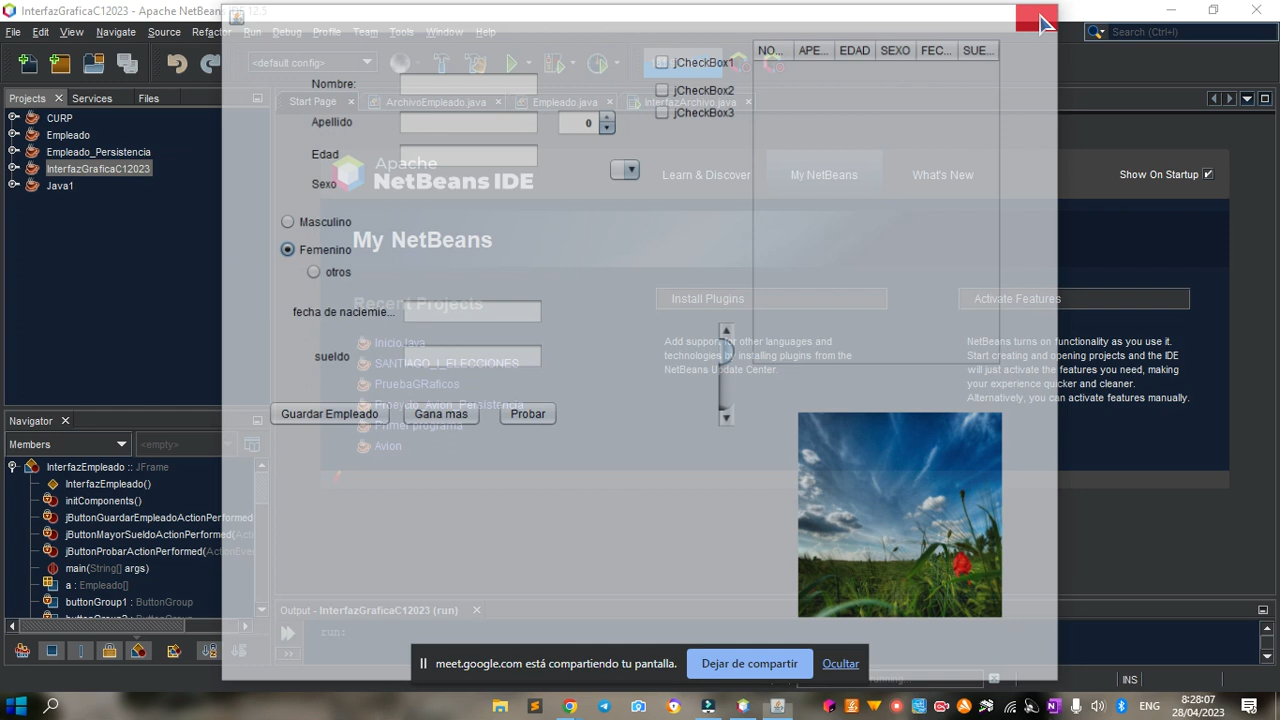 InterfazGraficaC12023 - Apache NetBeans IDE 12.5
File Edit View Navigate Source Refactor Run Debug Profile Team Tools Window Help
Search (Ctrl+I)
<default config>
Projects Services Files
CURP
Empleado
Empleado_Persistencia
InterfazGraficaC12023
Java1
Start Page ArchivoEmpleado.java Empleado.java InterfazArchivo.java
Nombre:
Apellido
0
Edad
Sexo
Masculino
Femenino
otros
fecha de naciemie...
sueldo
Guardar Empleado Gana mas Probar
jCheckBox1
jCheckBox2
jCheckBox3
NO... APE... EDAD SEXO FEC... SUE...
Apache
NetBeans IDE
Learn & Discover My NetBeans What's New
Show On Startup
My NetBeans
Recent Projects
InicioJava
SANTIAGO_I_ELECCIONES
PruebaGRaficos
Proeycto_Avion_Persistencia
Primer programa
Avion
Install Plugins
Add support for other languages and
technologies by installing plugins from the
NetBeans Update Center.
Activate Features
NetBeans turns on functionality as you use it.
Start creating and opening projects and the IDE
will just activate the features you need, making
your experience quicker and cleaner.
Alternatively, you can activate features manually.
Navigator
Members <empty>
InterfazEmpleado :: JFrame
InterfazEmpleado()
initComponents()
jButtonGuardarEmpleadoActionPerformed
jButtonMayorSueldoActionPerformed(Acti
jButtonProbarActionPerformed(ActionEve
main(String[] args)
a : Empleado[]
buttonGroup1 : ButtonGroup
Output - InterfazGraficaC12023 (run)
run:
meet.google.com está compartiendo tu pantalla.
Dejar de compartir
Ocultar
running...
INS
ENG
8:28:07
28/04/2023